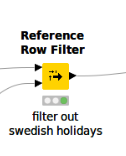 Reference
Row Filter
filter out
swedish holidays